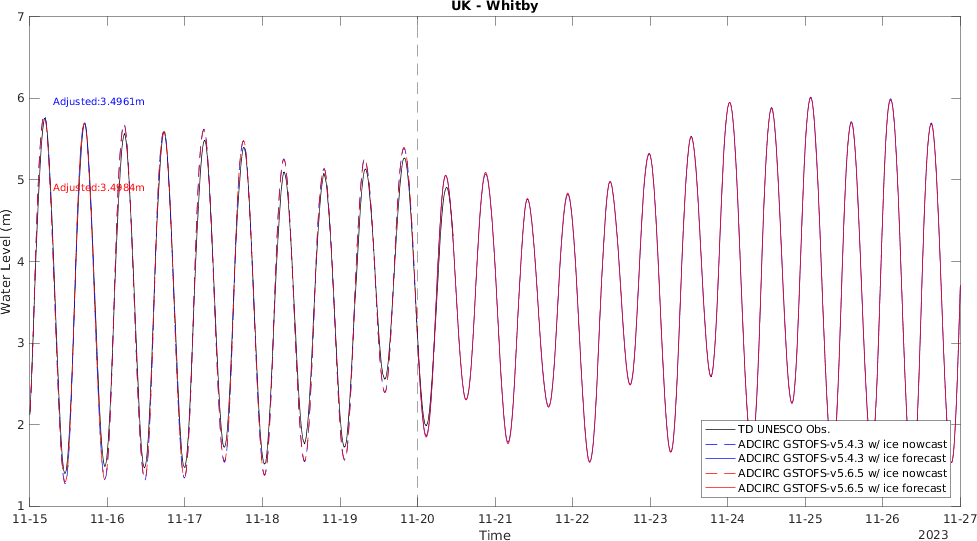 UK - Whitby
7
6
5
4
3
2
1
Water Level (m)
Adjusted:3.4961m
Adjusted:3.4984m
TD UNESCO Obs.
ADCIRC GSTOFS-v5.4.3 w/ ice nowcast
ADCIRC GSTOFS-v5.4.3 w/ ice forecast
ADCIRC GSTOFS-v5.6.5 w/ ice nowcast
ADCIRC GSTOFS-v5.6.5 w/ ice forecast
11-15 11-16 11-17 11-18 11-19 11-20 11-21 11-22 11-23 11-24 11-25 11-26 11-27
Time
2023